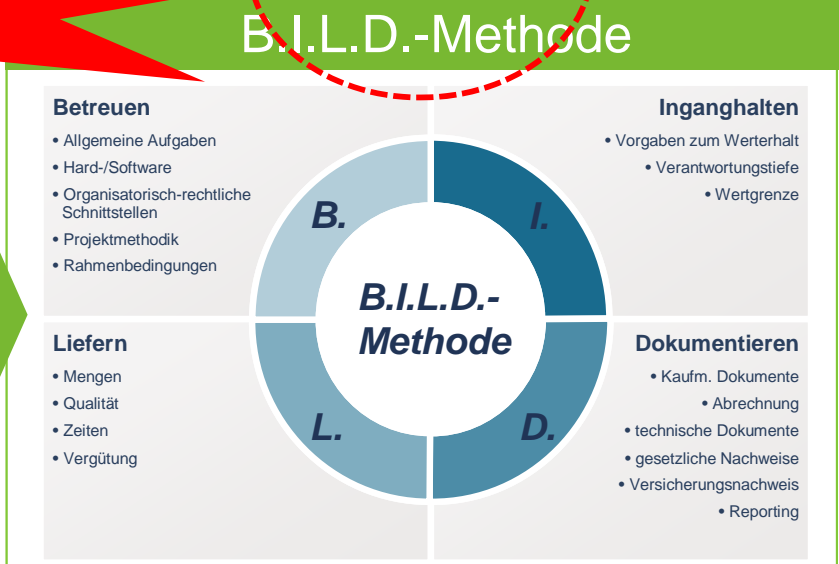 B.I.L.D.-Methode
Betreuen
• Allgemeine Aufgaben
• Hard-/Software
• Organisatorisch-rechtliche
Schnittstellen
• Projektmethodik
• Rahmenbedingungen
Inganghalten
• Vorgaben zum Werterhalt
• Verantwortungstiefe
• Wertgrenze
B.
I.
B.I.L.D.-
Methode
L.
D.
Liefern
• Mengen
• Qualität
• Zeiten
• Vergütung
Dokumentieren
• Kaufm. Dokumente
• Abrechnung
• technische Dokumente
• gesetzliche Nachweise
• Versicherungsnachweis
• Reporting